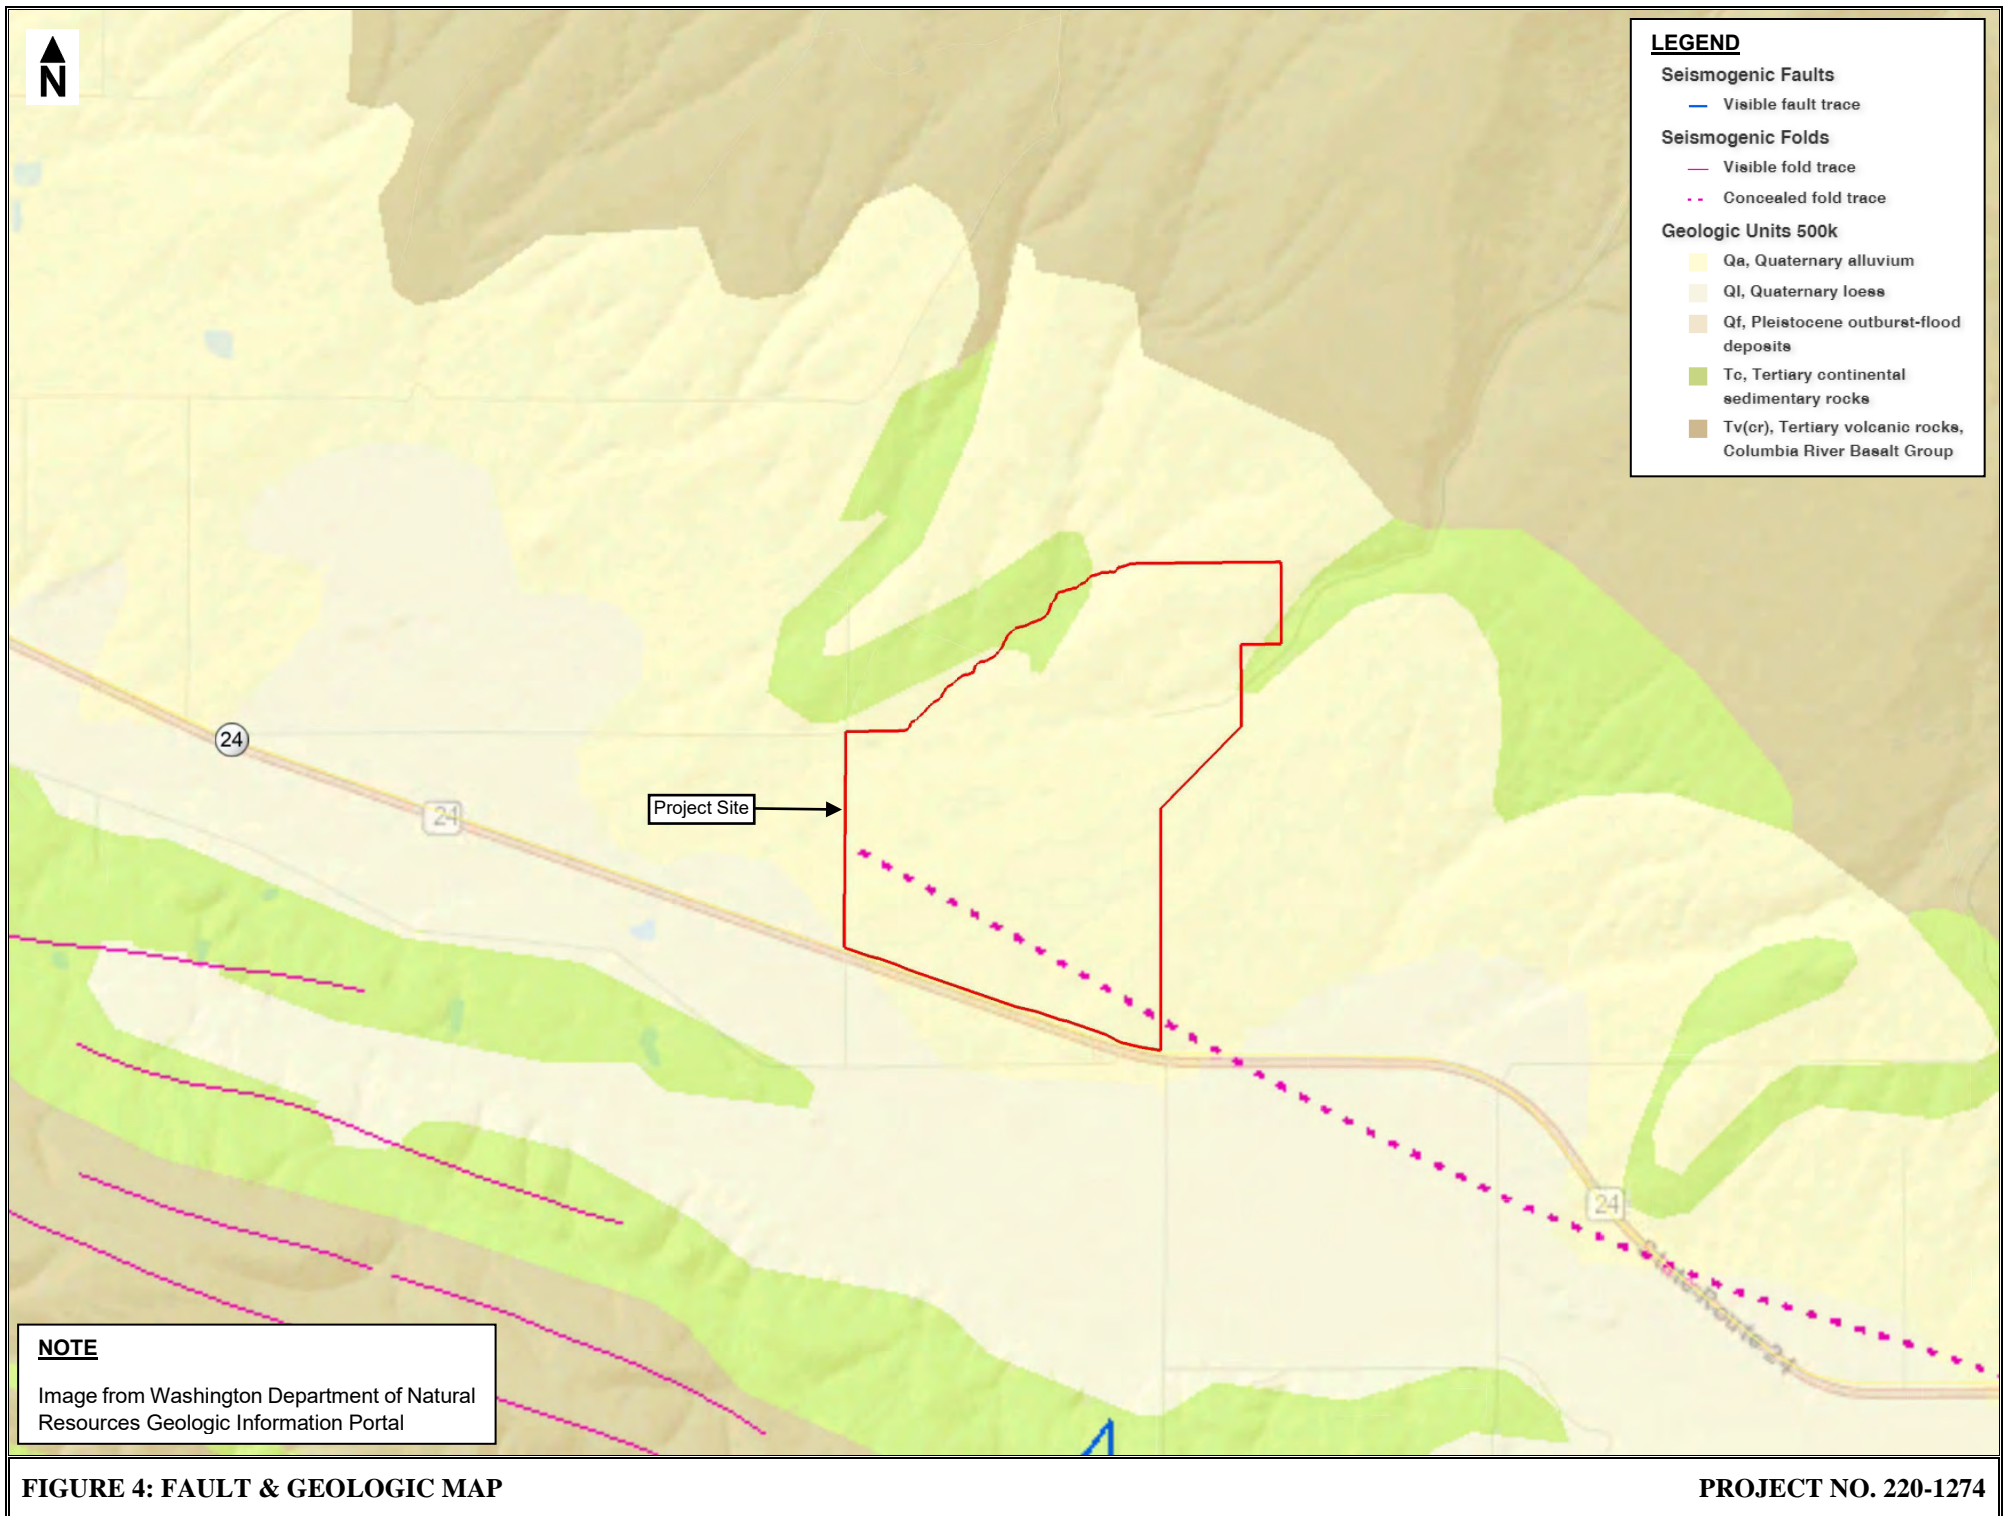 N
LEGEND
Seismogenic Faults
Visible fault trace
Seismogenic Folds
Visible fold trace
Concealed fold trace
Geologic Units 500k
Qa, Quaternary alluvium
Ql, Quaternary loess
Qf, Pleistocene outburst-flood
deposits
Tc, Tertiary continental
sedimentary rocks
Tv(cr), Tertiary volcanic rocks,
Columbia River Basalt Group
24
24
Project Site
24
State Route 24
NOTE
Image from Washington Department of Natural
Resources Geologic Information Portal
FIGURE 4: FAULT & GEOLOGIC MAP
PROJECT NO. 220-1274